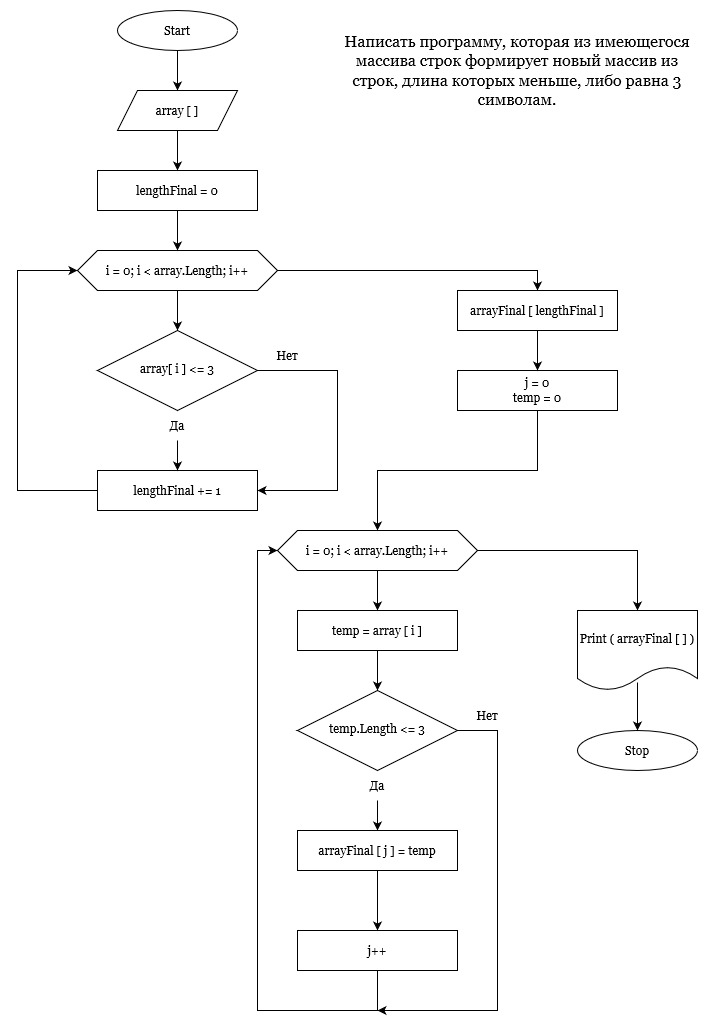 Start
Написать программу, которая из имеющегося
массива строк формирует новый массив из
строк, длина которых меньше, либо равна 3
символам.
array [ ]
lengthFinal = 0
i = 0; i < array.Length; i++
arrayFinal [ lengthFinal ]
array[ i ] <= 3
Нет
j = 0
temp = 0
Да
lengthFinal += 1
i = 0; i < array.Length; i++
temp = array [ i ]
Print ( arrayFinal [ ] )
temp.Length <= 3
Нет
Stop
Да
arrayFinal [ j ] = temp
j++